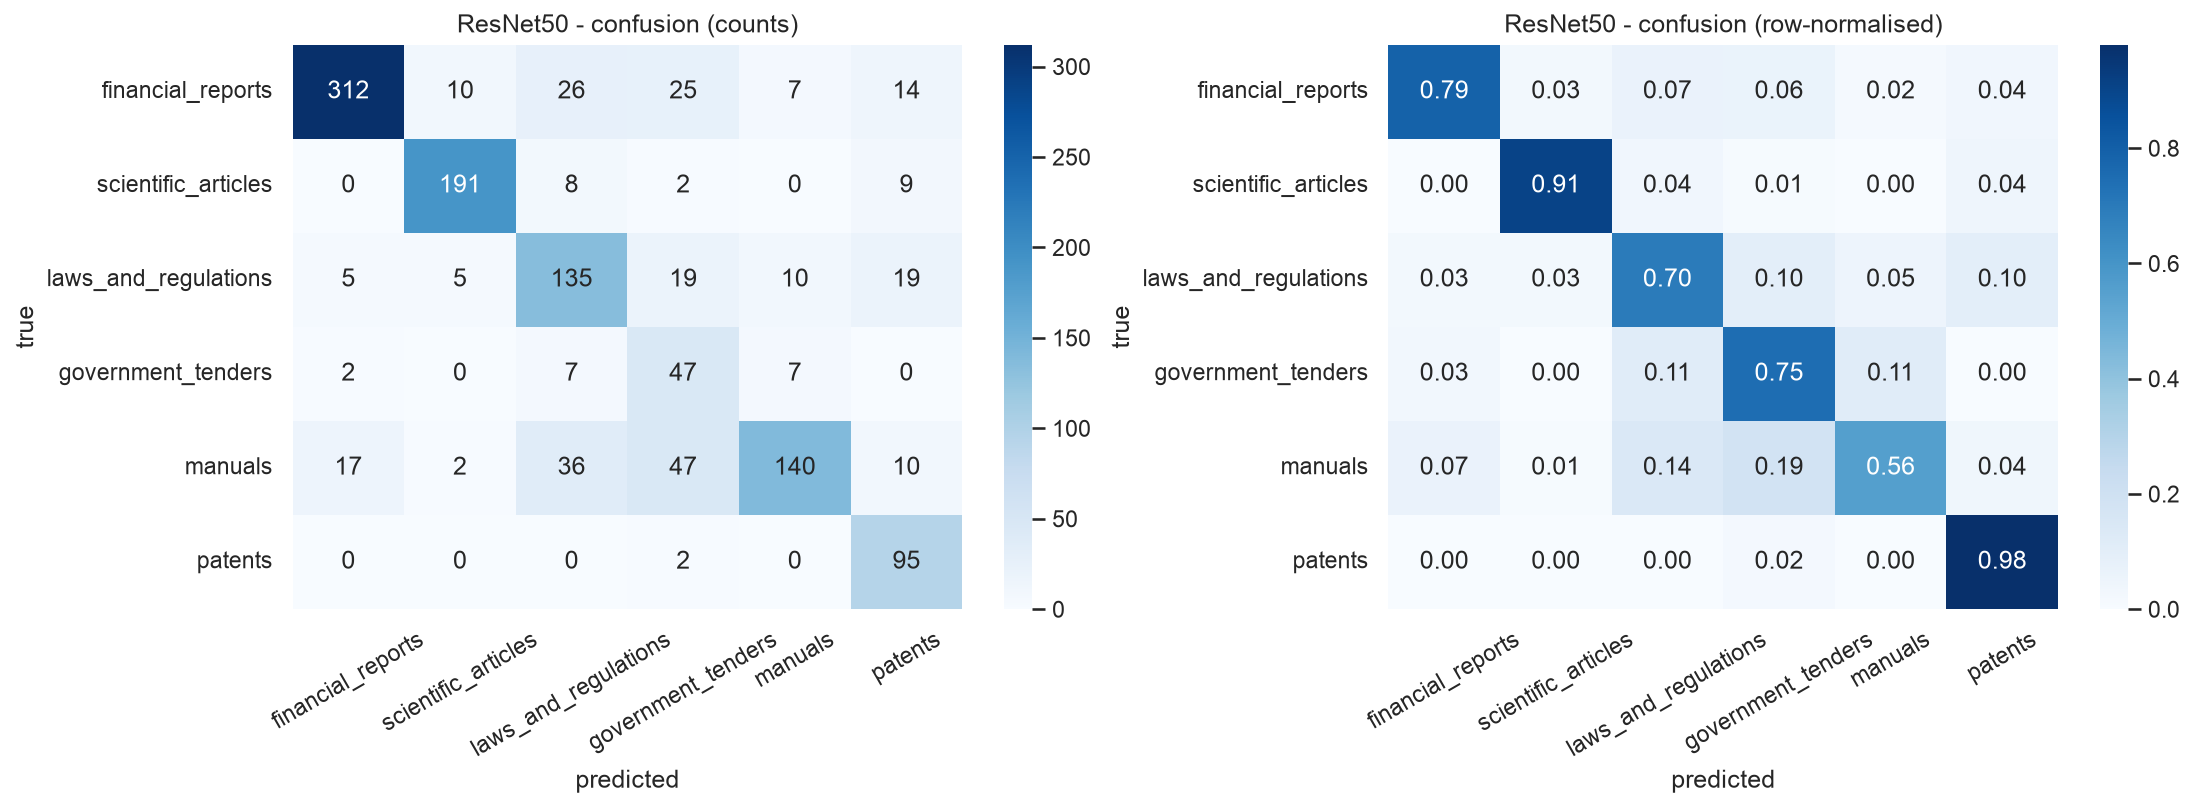 ResNet50 - confusion (counts)
financial_reports 312 10 26 25 7 14
scientific_articles 0 191 8 2 0 9
laws_and_regulations 5 5 135 19 10 19
government_tenders 2 0 7 47 7 0
manuals 17 2 36 47 140 10
patents 0 0 0 2 0 95
true
financial_reports scientific_articles laws_and_regulations government_tenders manuals patents
predicted
300
250
200
150
100
50
0
ResNet50 - confusion (row-normalised)
financial_reports 0.79 0.03 0.07 0.06 0.02 0.04
scientific_articles 0.00 0.91 0.04 0.01 0.00 0.04
laws_and_regulations 0.03 0.03 0.70 0.10 0.05 0.10
government_tenders 0.03 0.00 0.11 0.75 0.11 0.00
manuals 0.07 0.01 0.14 0.19 0.56 0.04
patents 0.00 0.00 0.00 0.02 0.00 0.98
true
financial_reports scientific_articles laws_and_regulations government_tenders manuals patents
predicted
0.8
0.6
0.4
0.2
0.0